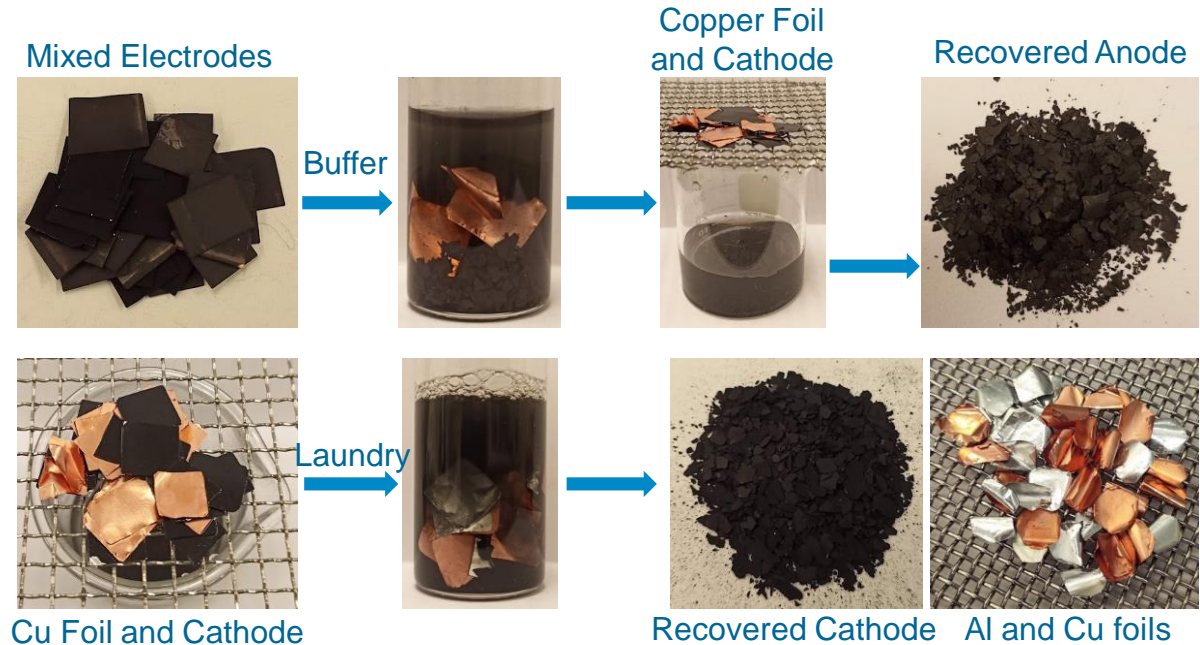 Mixed Electrodes
Buffer
Copper Foil
and Cathode
Recovered Anode
Laundry
Cu Foil and Cathode
Recovered Cathode
Al and Cu foils